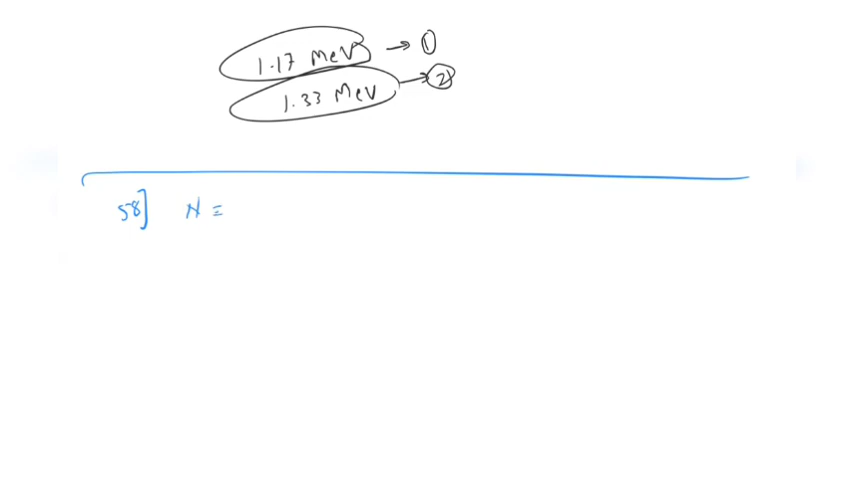 1.17 MeV → ①
1.33 MeV → ②
58] N =